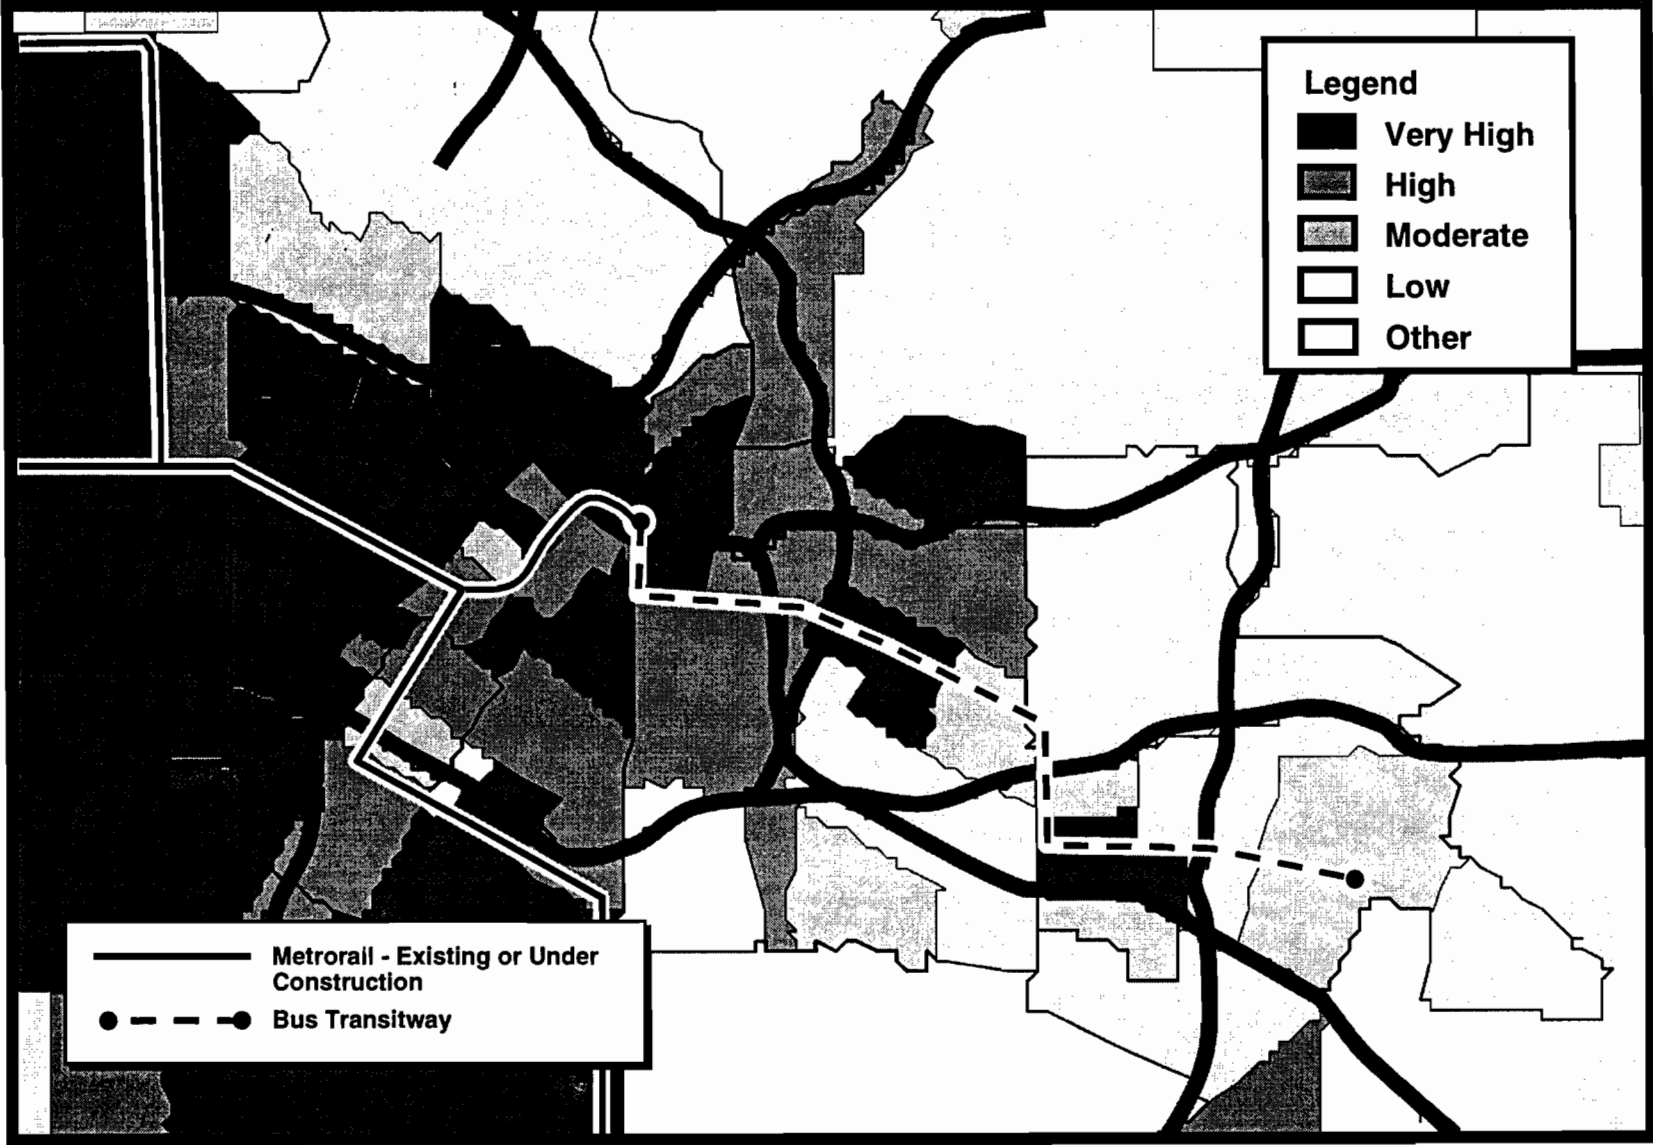 Legend
Very High
High
Moderate
Low
Other
Metrorail - Existing or Under
Construction
Bus Transitway